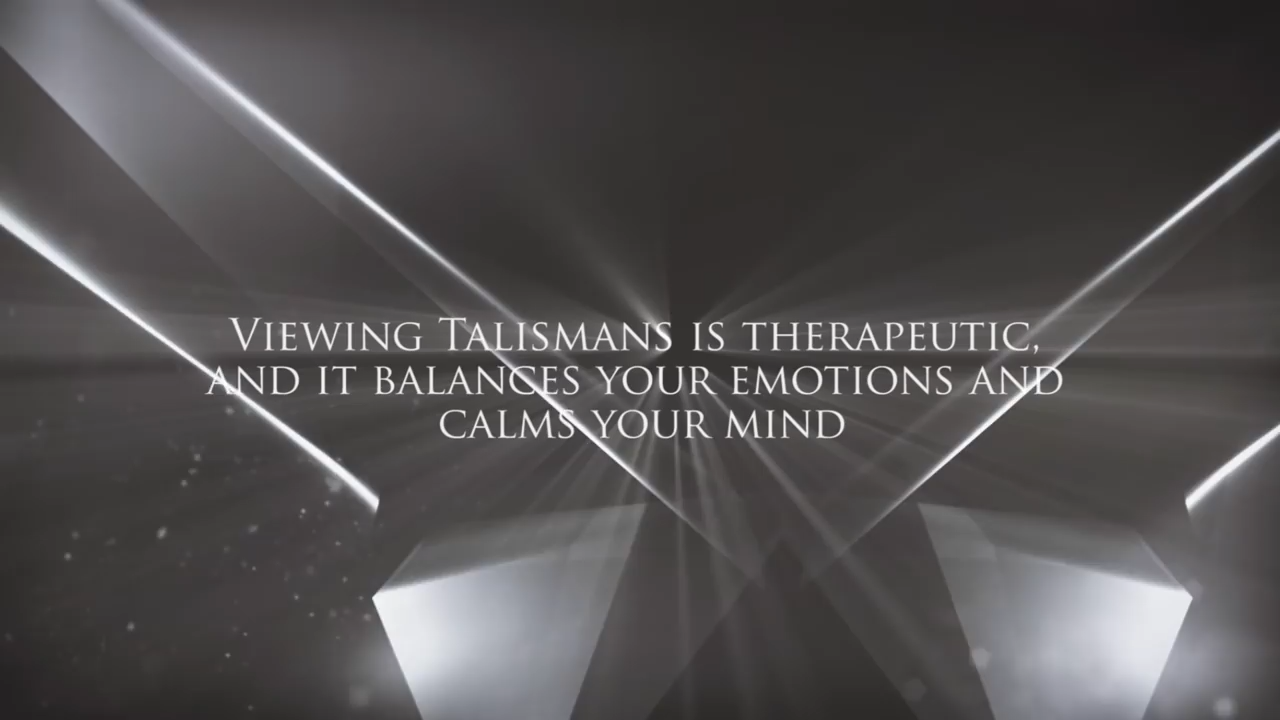 Viewing Talismans is therapeutic,
and it balances your emotions and
calms your mind